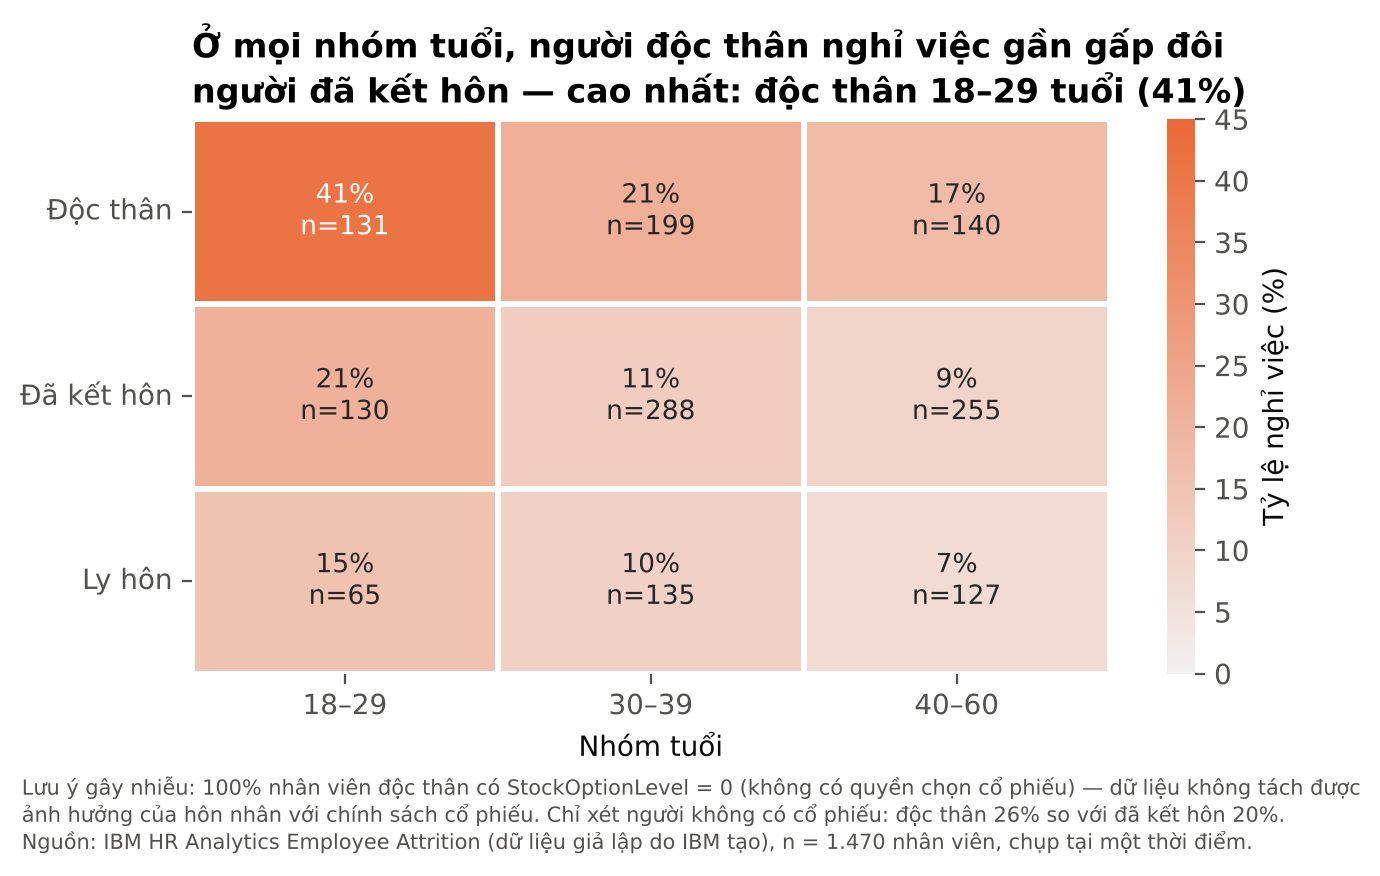 Ở mọi nhóm tuổi, người độc thân nghỉ việc gần gấp đôi
người đã kết hôn — cao nhất: độc thân 18–29 tuổi (41%)
Độc thân
41%
n=131
21%
n=199
17%
n=140
Đã kết hôn
21%
n=130
11%
n=288
9%
n=255
Ly hôn
15%
n=65
10%
n=135
7%
n=127
18–29
30–39
40–60
Nhóm tuổi
45
40
35
30
25
20
15
10
5
0
Tỷ lệ nghỉ việc (%)
Lưu ý gây nhiễu: 100% nhân viên độc thân có StockOptionLevel = 0 (không có quyền chọn cổ phiếu) — dữ liệu không tách được
ảnh hưởng của hôn nhân với chính sách cổ phiếu. Chỉ xét người không có cổ phiếu: độc thân 26% so với đã kết hôn 20%.
Nguồn: IBM HR Analytics Employee Attrition (dữ liệu giả lập do IBM tạo), n = 1.470 nhân viên, chụp tại một thời điểm.